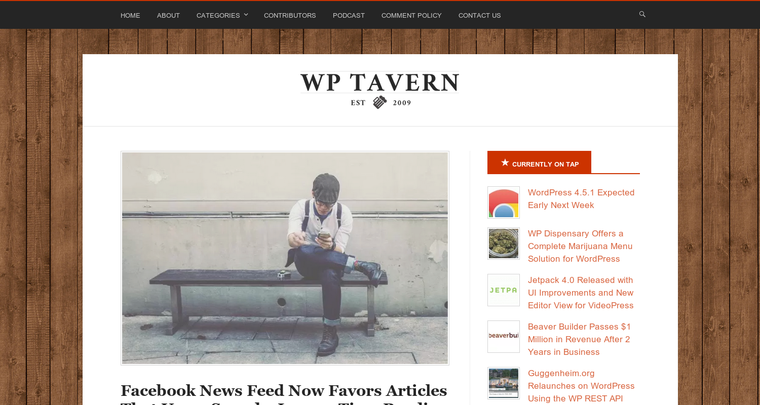 HOME ABOUT CATEGORIES CONTRIBUTORS PODCAST COMMENT POLICY CONTACT US
WP TAVERN
EST 2009
CURRENTLY ON TAP
WordPress 4.5.1 Expected
Early Next Week
WP Dispensary Offers a
Complete Marijuana Menu
Solution for WordPress
JETPA
Jetpack 4.0 Released with
UI Improvements and New
Editor View for VideoPress
beaverbui
Beaver Builder Passes $1
Million in Revenue After 2
Years in Business
Guggenheim.org
Relaunches on WordPress
Using the WP REST API
Facebook News Feed Now Favors Articles